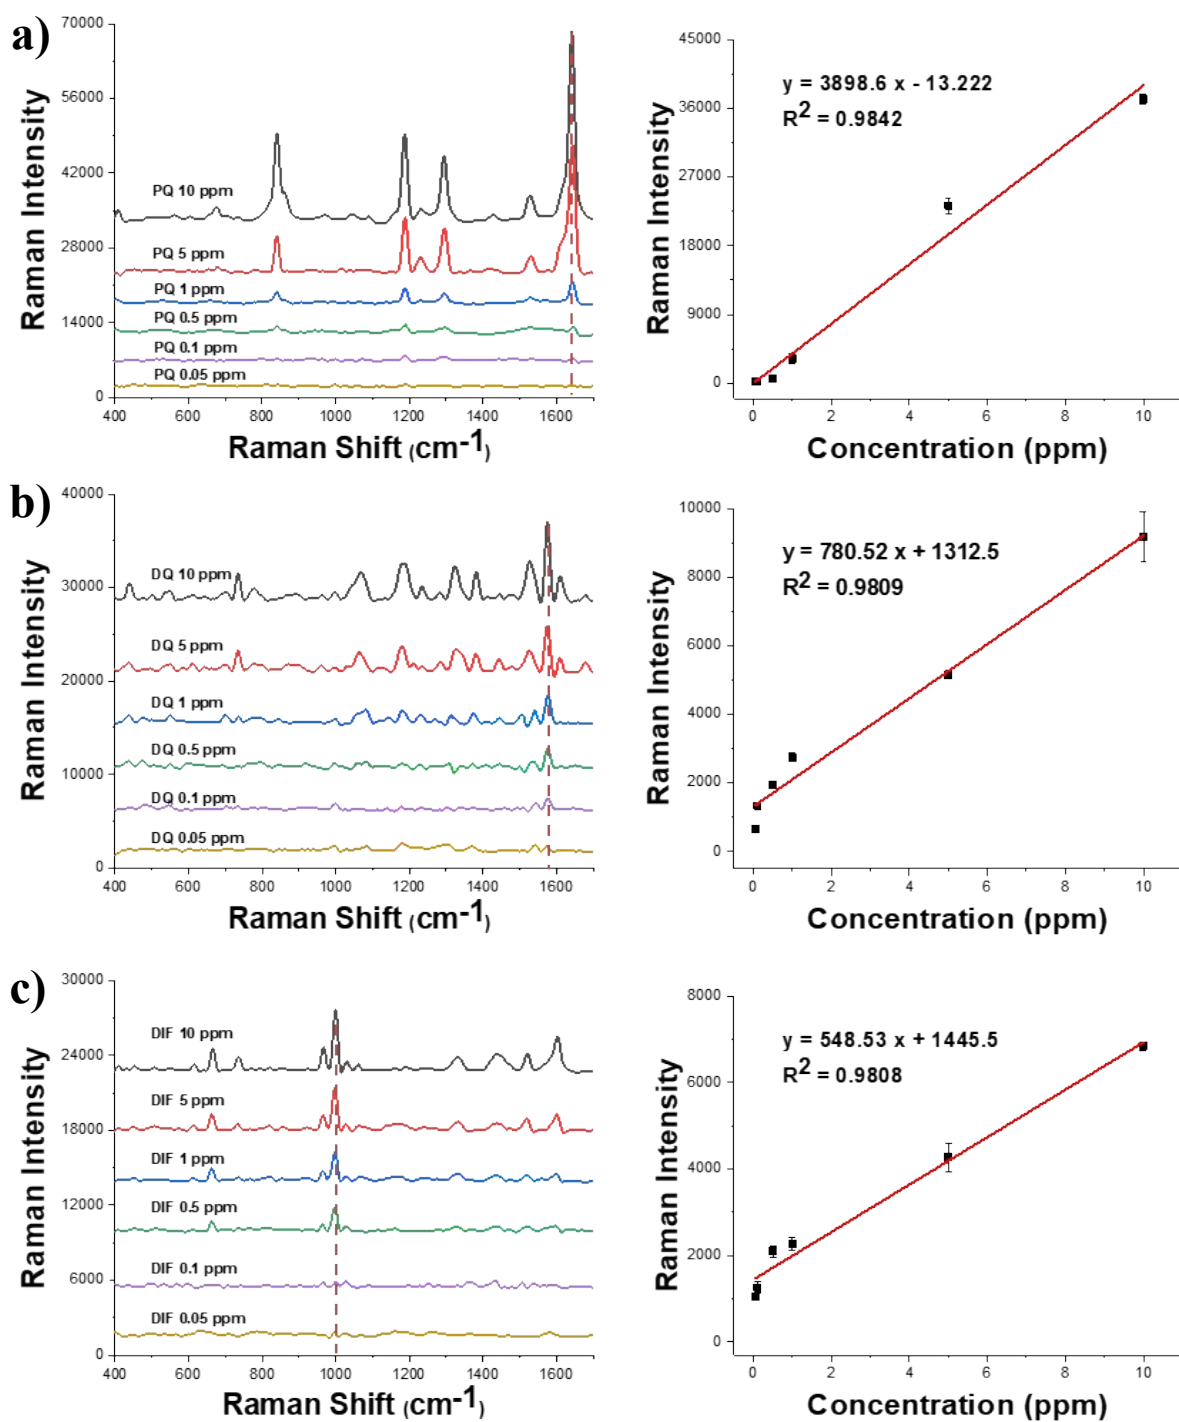 a)
70000
56000
42000
28000
14000
0
Raman Intensity
PQ 10 ppm
PQ 5 ppm
PQ 1 ppm
PQ 0.5 ppm
PQ 0.1 ppm
PQ 0.05 ppm
400 600 800 1000 1200 1400 1600
Raman Shift (cm-1)
45000
36000
27000
18000
9000
0
Raman Intensity
y = 3898.6 x - 13.222
R2 = 0.9842
0 2 4 6 8 10
Concentration (ppm)
b)
40000
30000
20000
10000
0
Raman Intensity
DQ 10 ppm
DQ 5 ppm
DQ 1 ppm
DQ 0.5 ppm
DQ 0.1 ppm
DQ 0.05 ppm
400 600 800 1000 1200 1400 1600
Raman Shift (cm-1)
10000
8000
6000
4000
2000
0
Raman Intensity
y = 780.52 x + 1312.5
R2 = 0.9809
0 2 4 6 8 10
Concentration (ppm)
c)
30000
24000
18000
12000
6000
0
Raman Intensity
DIF 10 ppm
DIF 5 ppm
DIF 1 ppm
DIF 0.5 ppm
DIF 0.1 ppm
DIF 0.05 ppm
400 600 800 1000 1200 1400 1600
Raman Shift (cm-1)
8000
6000
4000
2000
0
Raman Intensity
y = 548.53 x + 1445.5
R2 = 0.9808
0 2 4 6 8 10
Concentration (ppm)